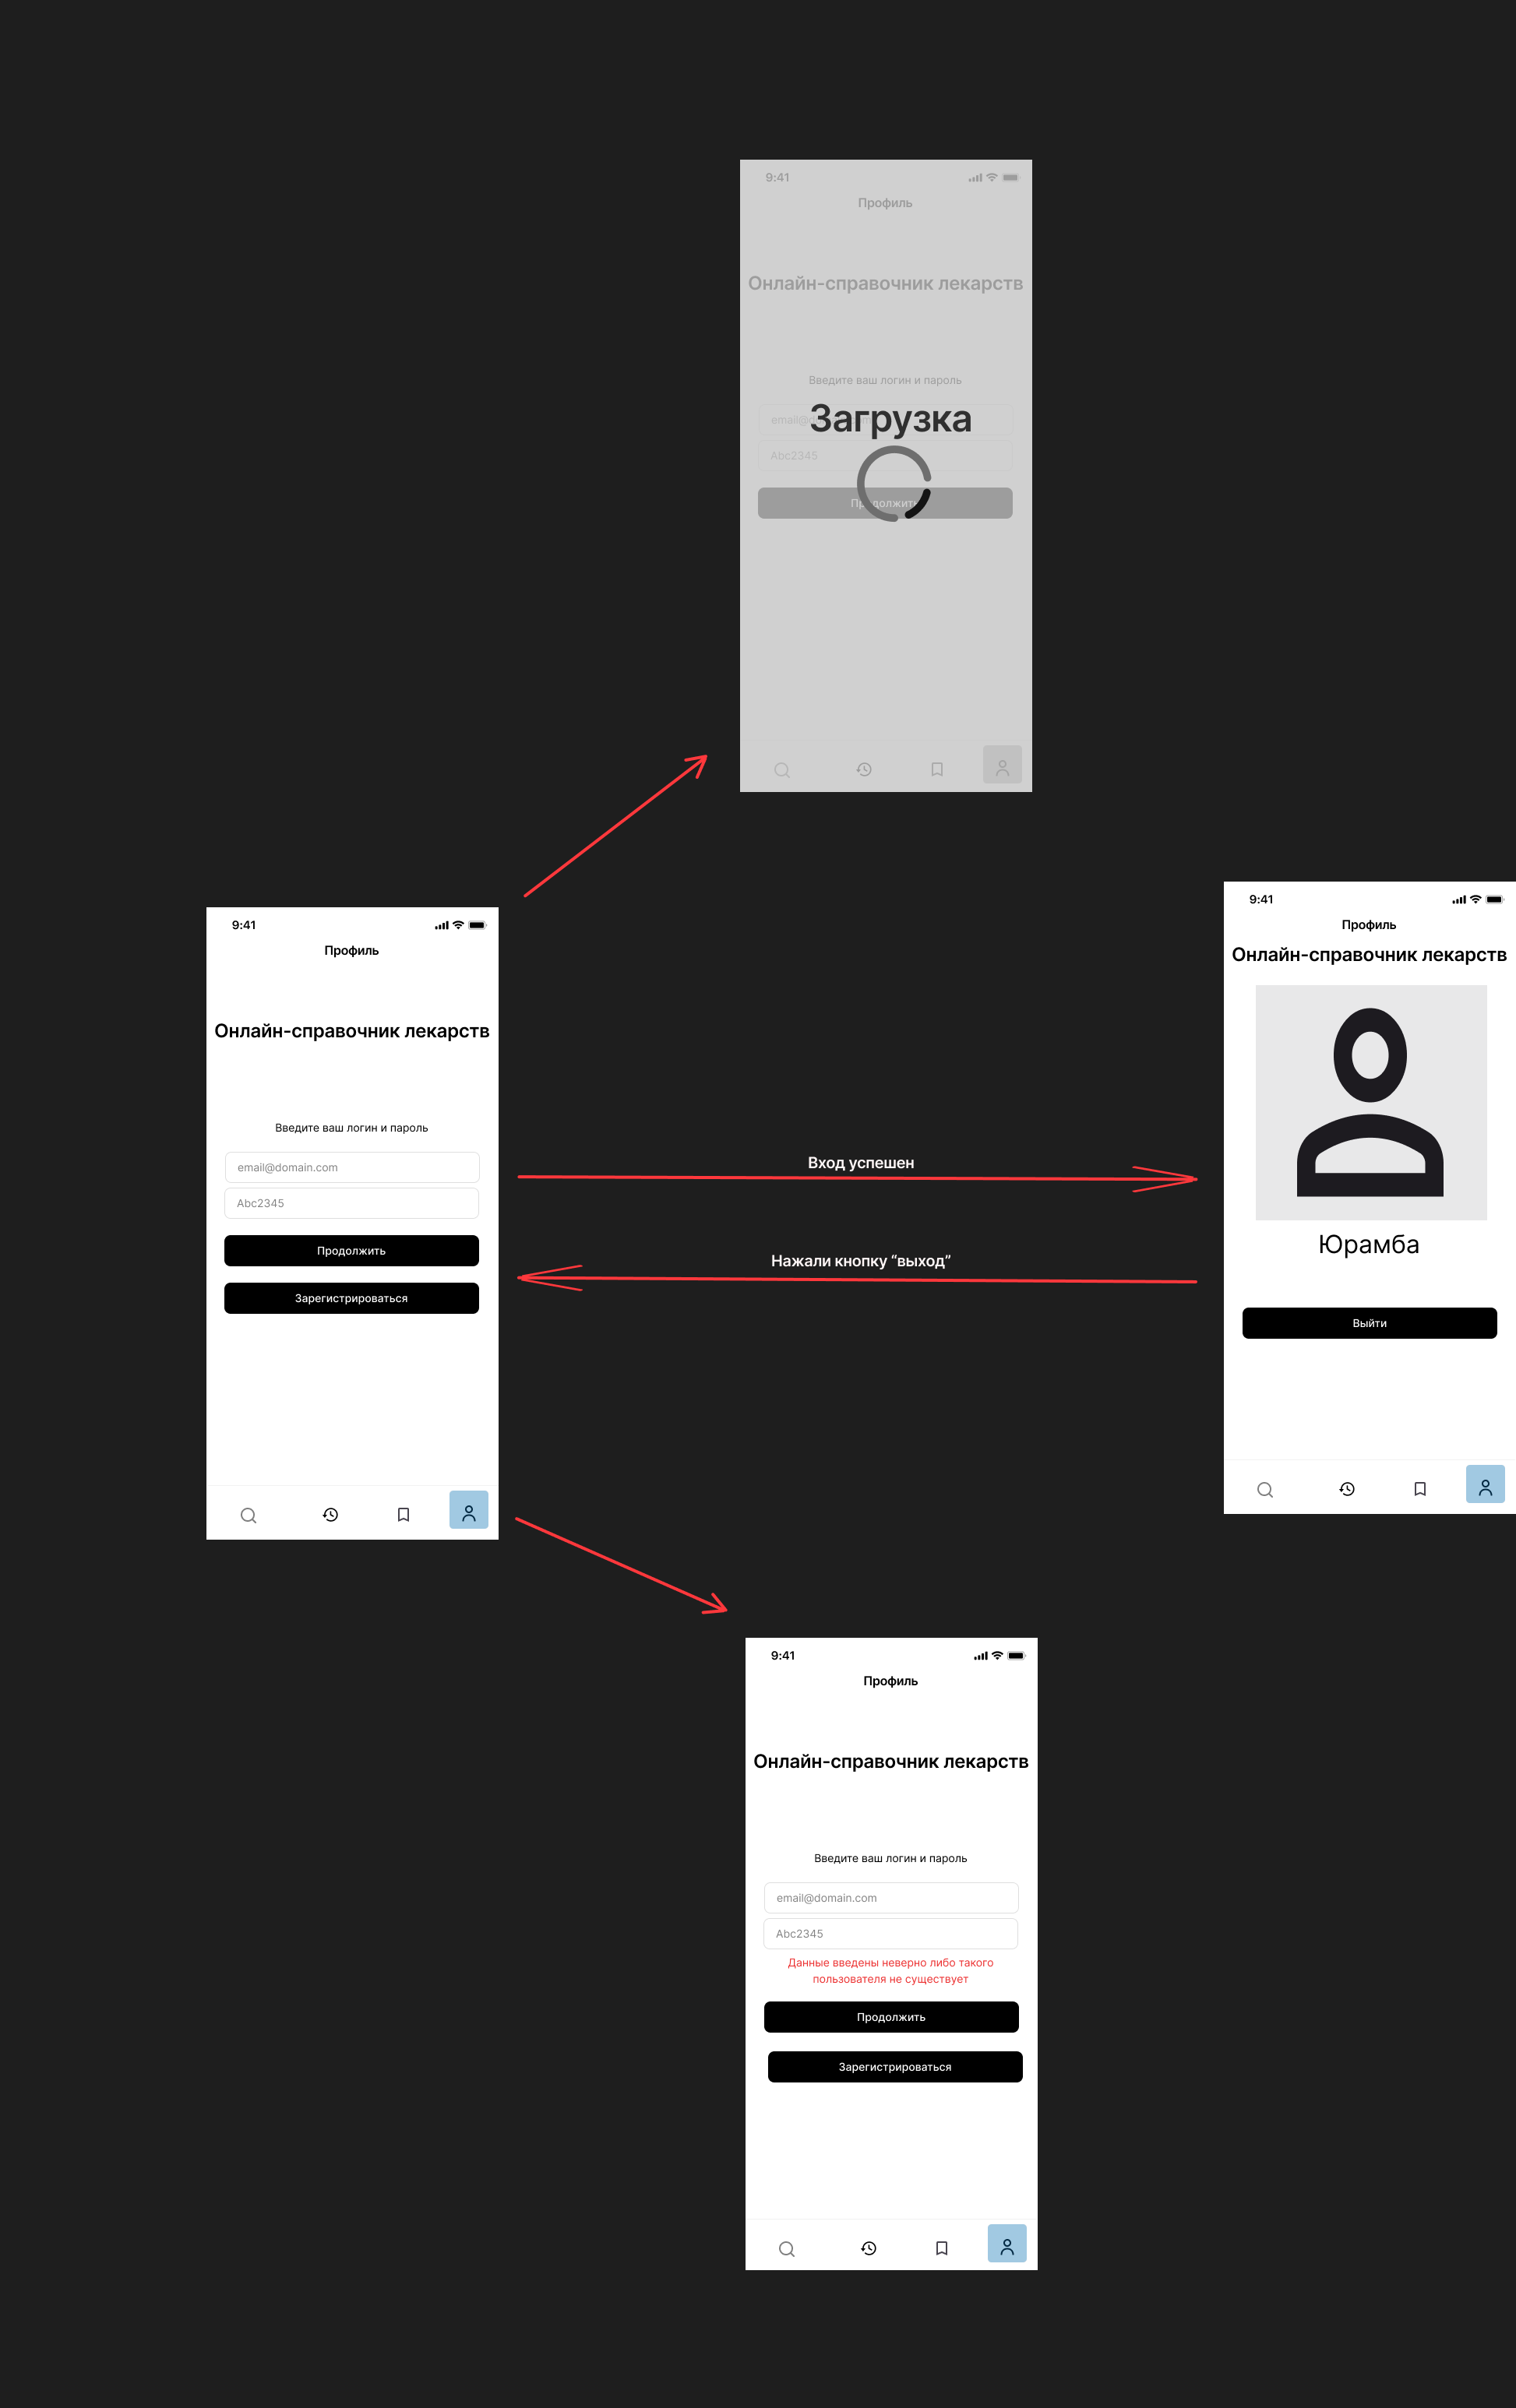 9:41
Профиль
Онлайн-справочник лекарств
Введите ваш логин и пароль
Загрузка
Abc2345
Продолжить
9:41
Профиль
Онлайн-справочник лекарств
Введите ваш логин и пароль
email@domain.com
Abc2345
Продолжить
Зарегистрироваться
Вход успешен
Нажали кнопку “выход”
9:41
Профиль
Онлайн-справочник лекарств
Юрамба
Выйти
9:41
Профиль
Онлайн-справочник лекарств
Введите ваш логин и пароль
email@domain.com
Abc2345
Данные введены неверно либо такого
пользователя не существует
Продолжить
Зарегистрироваться